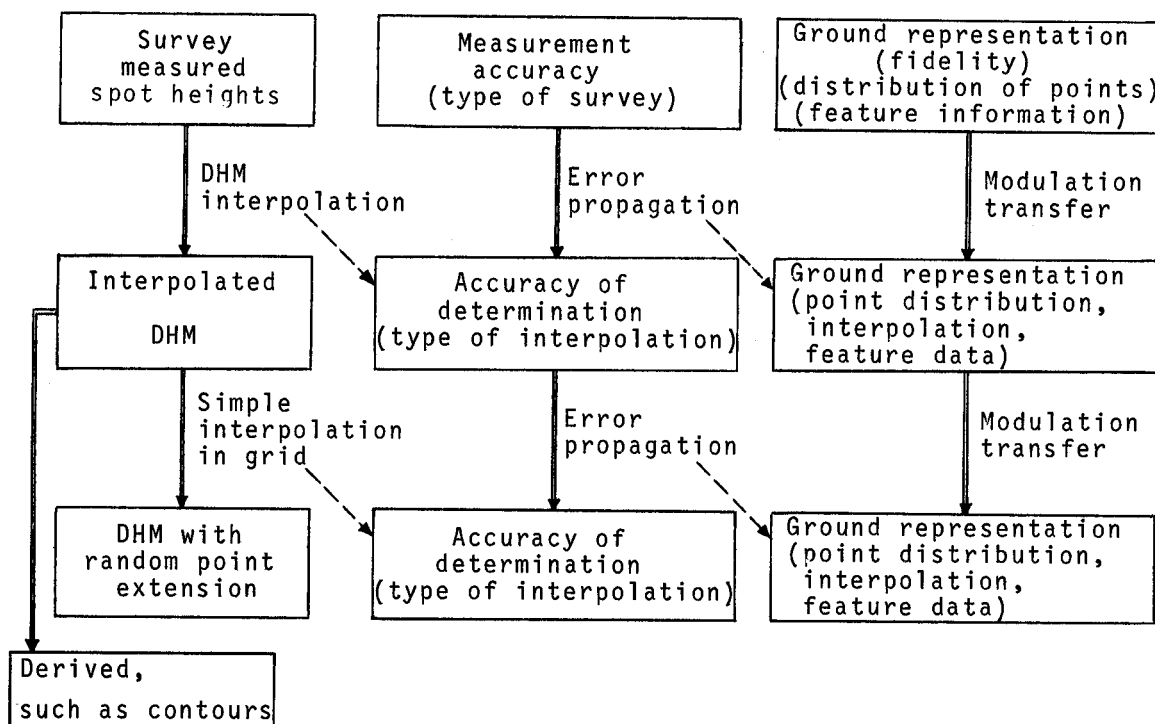 Survey
measured
spot heights
Measurement
accuracy
(type of survey)
Ground representation
(fidelity)
(distribution of points)
(feature information)
DHM
interpolation
Error
propagation
Modulation
transfer
Interpolated
DHM
Accuracy of
determination
(type of interpolation)
Ground representation
(point distribution,
interpolation,
feature data)
Simple
interpolation
in grid
Error
propagation
Modulation
transfer
DHM with
random point
extension
Accuracy of
determination
(type of interpolation)
Ground representation
(point distribution,
interpolation,
feature data)
Derived,
such as contours